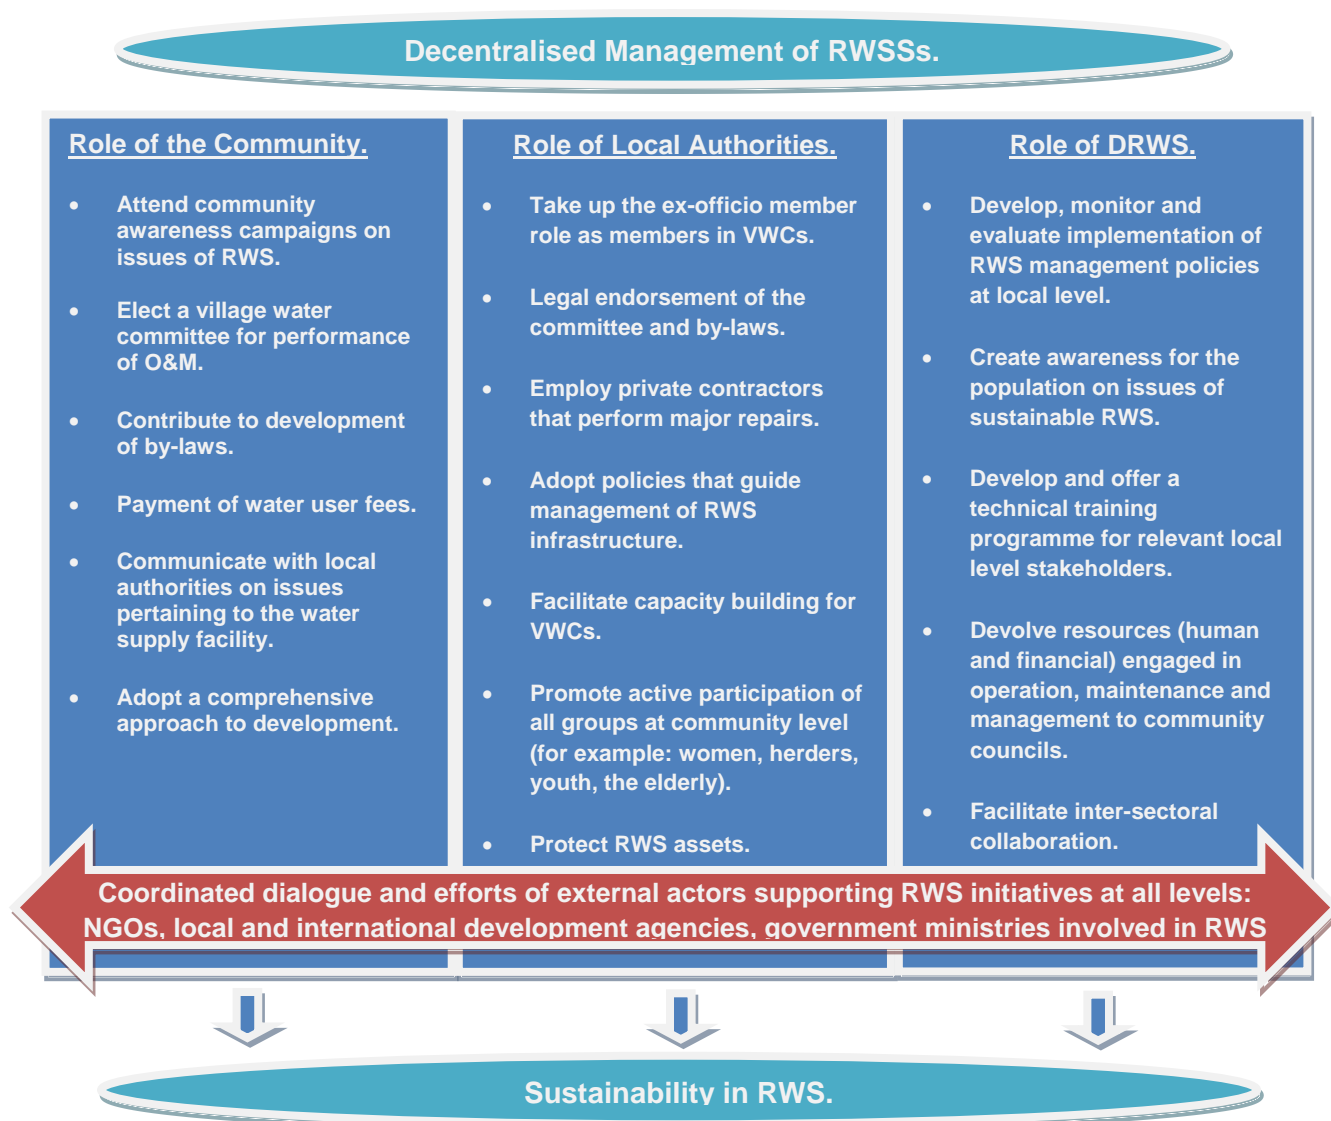 Decentralised Management of RWSSs.
Role of the Community.
• Attend community
awareness campaigns on
issues of RWS.
• Elect a village water
committee for performance
of O&M.
• Contribute to development
of by-laws.
• Payment of water user fees.
• Communicate with local
authorities on issues
pertaining to the water
supply facility.
• Adopt a comprehensive
approach to development.
Role of Local Authorities.
• Take up the ex-officio member
role as members in VWCs.
• Legal endorsement of the
committee and by-laws.
• Employ private contractors
that perform major repairs.
• Adopt policies that guide
management of RWS
infrastructure.
• Facilitate capacity building for
VWCs.
• Promote active participation of
all groups at community level
(for example: women, herders,
youth, the elderly).
• Protect RWS assets.
Role of DRWS.
• Develop, monitor and
evaluate implementation of
RWS management policies
at local level.
• Create awareness for the
population on issues of
sustainable RWS.
• Develop and offer a
technical training
programme for relevant local
level stakeholders.
• Devolve resources (human
and financial) engaged in
operation, maintenance and
management to community
councils.
• Facilitate inter-sectoral
collaboration.
Coordinated dialogue and efforts of external actors supporting RWS initiatives at all levels:
NGOs, local and international development agencies, government ministries involved in RWS
Sustainability in RWS.